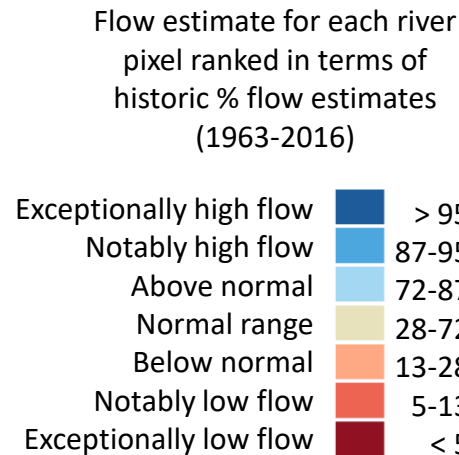 Flow estimate for each river
pixel ranked in terms of
historic % flow estimates
(1963-2016)
Exceptionally high flow > 95
Notably high flow 87-95
Above normal 72-87
Normal range 28-72
Below normal 13-28
Notably low flow 5-13
Exceptionally low flow < 5